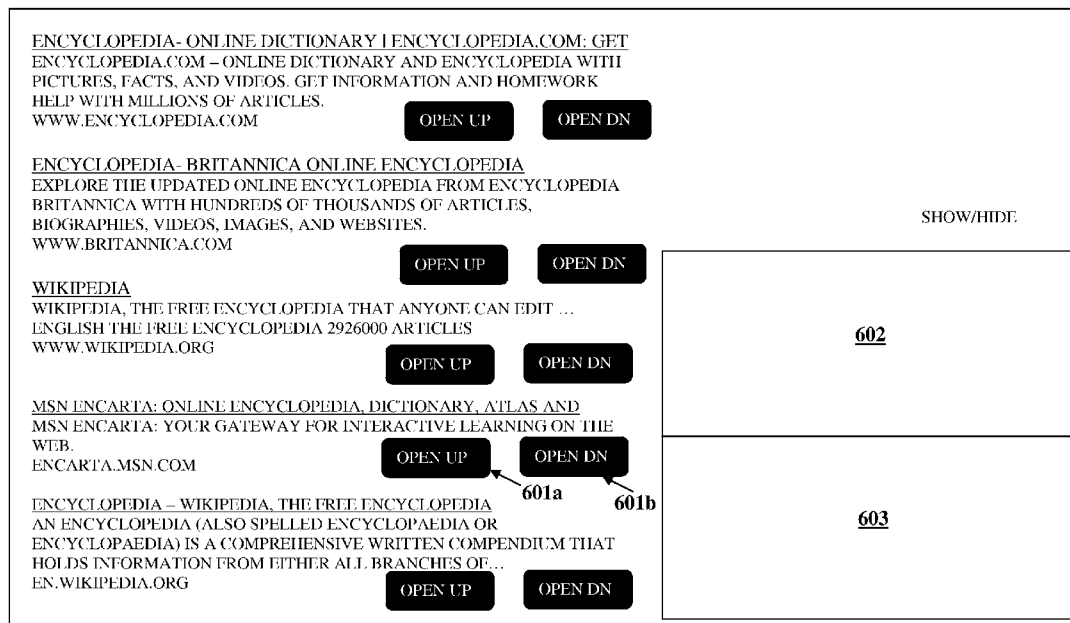 ENCYCLOPEDIA- ONLINE DICTIONARY | ENCYCLOPEDIA.COM: GET
ENCYCLOPEDIA.COM – ONLINE DICTIONARY AND ENCYCLOPEDIA WITH
PICTURES, FACTS, AND VIDEOS. GET INFORMATION AND HOMEWORK
HELP WITH MILLIONS OF ARTICLES.
WWW.ENCYCLOPEDIA.COM
OPEN UP OPEN DN
ENCYCLOPEDIA- BRITANNICA ONLINE ENCYCLOPEDIA
EXPLORE THE UPDATED ONLINE ENCYCLOPEDIA FROM ENCYCLOPEDIA
BRITANNICA WITH HUNDREDS OF THOUSANDS OF ARTICLES,
BIOGRAPHIES, VIDEOS, IMAGES, AND WEBSITES.
WWW.BRITANNICA.COM
OPEN UP OPEN DN
WIKIPEDIA
WIKIPEDIA, THE FREE ENCYCLOPEDIA THAT ANYONE CAN EDIT …
ENGLISH THE FREE ENCYCLOPEDIA 2926000 ARTICLES
WWW.WIKIPEDIA.ORG
OPEN UP OPEN DN
MSN ENCARTA: ONLINE ENCYCLOPEDIA, DICTIONARY, ATLAS AND
MSN ENCARTA: YOUR GATEWAY FOR INTERACTIVE LEARNING ON THE
WEB.
ENCARTA.MSN.COM
OPEN UP OPEN DN
601a 601b
ENCYCLOPEDIA – WIKIPEDIA, THE FREE ENCYCLOPEDIA
AN ENCYCLOPEDIA (ALSO SPELLED ENCYCLOPAEDIA OR
ENCYCLOPAEDIA) IS A COMPREHENSIVE WRITTEN COMPENDIUM THAT
HOLDS INFORMATION FROM EITHER ALL BRANCHES OF…
EN.WIKIPEDIA.ORG
OPEN UP OPEN DN
SHOW/HIDE
602
603